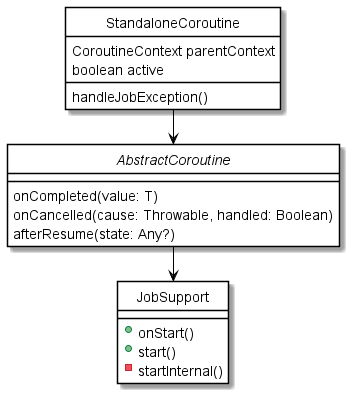 StandaloneCoroutine
CoroutineContext parentContext
boolean active
handleJobException()
AbstractCoroutine
onCompleted(value: T)
onCancelled(cause: Throwable, handled: Boolean)
afterResume(state: Any?)
JobSupport
onStart()
start()
startInternal()